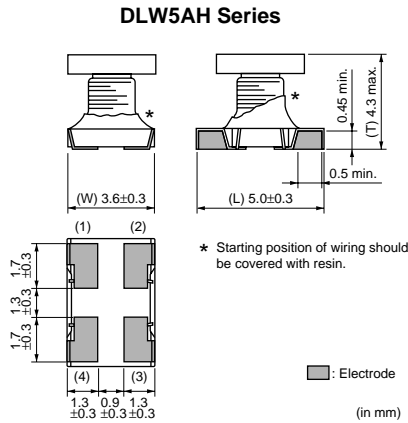 DLW5AH Series
*
*
0.45 min.
(T) 4.3 max.
0.5 min.
(W) 3.6±0.3
(L) 5.0±0.3
(1) (2)
* Starting position of wiring should
be covered with resin.
1.7
±0.3
1.3
±0.3
1.7
±0.3
(4) (3)
: Electrode
1.3 0.9 1.3
±0.3 ±0.3 ±0.3
(in mm)